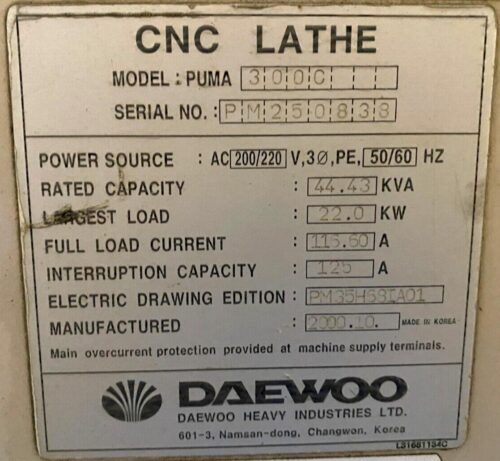 CNC LATHE
MODEL: PUMA 300C
SERIAL NO.: PM250838
POWER SOURCE : AC 200/220 V,3Ø,PE, 50/60 HZ
RATED CAPACITY : 44.43 KVA
LARGEST LOAD : 22.0 KW
FULL LOAD CURRENT : 116.60 A
INTERRUPTION CAPACITY : 125 A
ELECTRIC DRAWING EDITION: PM35H68IA01
MANUFACTURED : 2000.10. MADE IN KOREA
Main overcurrent protection provided at machine supply terminals.
DAEWOO
DAEWOO HEAVY INDUSTRIES LTD.
601-3, Namsan-dong, Changwon, Korea
L31681134C